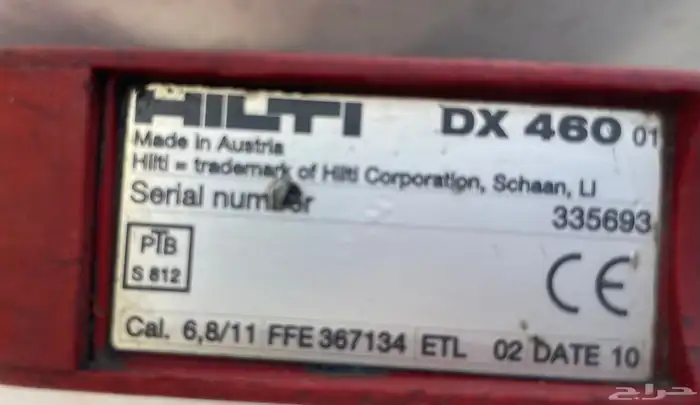 HILTI DX 460 01
Made in Austria
Hilti = trademark of Hilti Corporation, Schaan, LI
Serial number 335693
PTB
S 812
CE
Cal. 6,8/11 FFE 367134 ETL 02 DATE 10
حراج